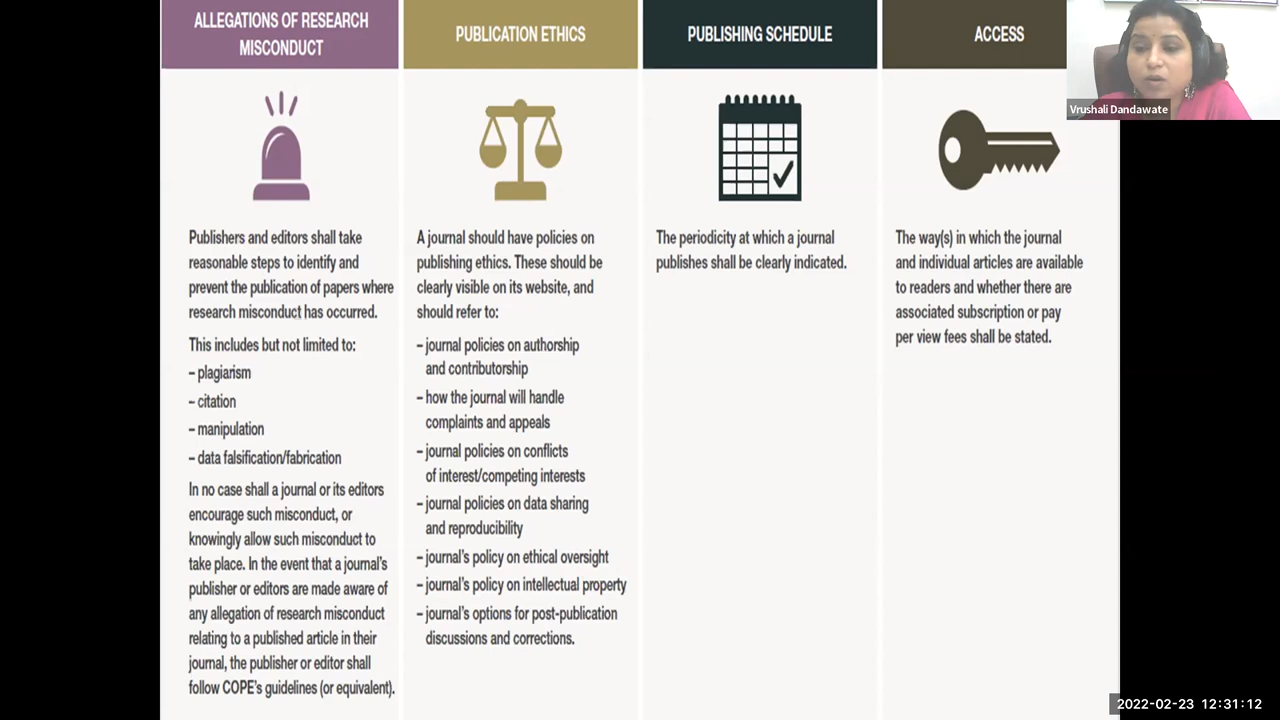 ALLEGATIONS OF RESEARCH
MISCONDUCT
Publishers and editors shall take
reasonable steps to identify and
prevent the publication of papers where
research misconduct has occurred.
This includes but not limited to:
– plagiarism
– citation
– manipulation
– data falsification/fabrication
In no case shall a journal or its editors
encourage such misconduct, or
knowingly allow such misconduct to
take place. In the event that a journal's
publisher or editors are made aware of
any allegation of research misconduct
relating to a published article in their
journal, the publisher or editor shall
follow COPE's guidelines (or equivalent).
PUBLICATION ETHICS
A journal should have policies on
publishing ethics. These should be
clearly visible on its website, and
should refer to:
– journal policies on authorship
and contributorship
– how the journal will handle
complaints and appeals
– journal policies on conflicts
of interest/competing interests
– journal policies on data sharing
and reproducibility
– journal's policy on ethical oversight
– journal's policy on intellectual property
– journal's options for post-publication
discussions and corrections.
PUBLISHING SCHEDULE
The periodicity at which a journal
publishes shall be clearly indicated.
ACCESS
The way(s) in which the journal
and individual articles are available
to readers and whether there are
associated subscription or pay
per view fees shall be stated.
Vrushali Dandawate
2022-02-23 12:31:12